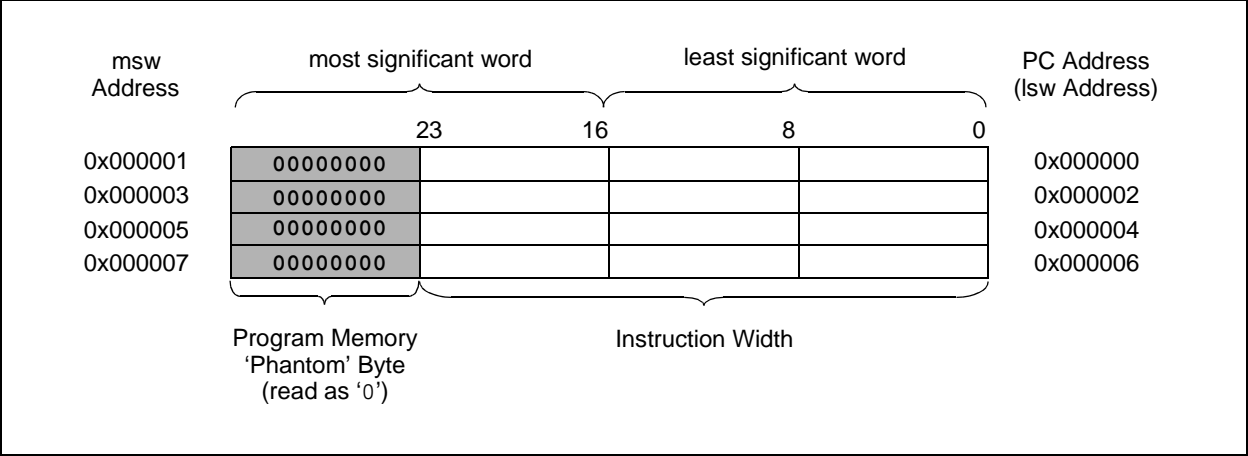 msw
Address
most significant word
least significant word
PC Address
(lsw Address)
23 16 8 0
0x000001 00000000 0x000000
0x000003 00000000 0x000002
0x000005 00000000 0x000004
0x000007 00000000 0x000006
Program Memory
‘Phantom’ Byte
(read as ‘0’)
Instruction Width